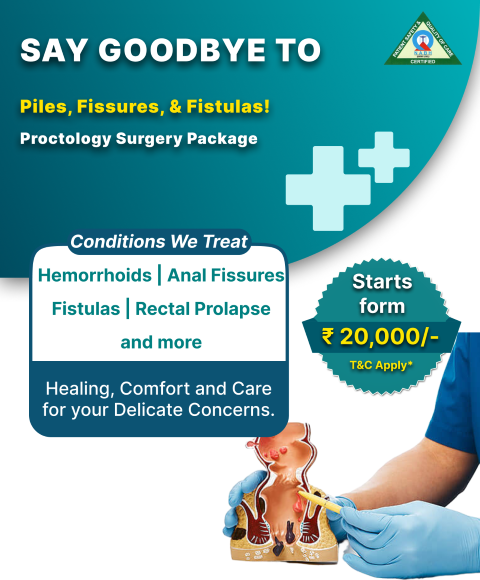 SAY GOODBYE TO
PATIENT SAFETY & QUALITY OF CARE
CERTIFIED
Piles, Fissures, & Fistulas!
Proctology Surgery Package
Conditions We Treat
Hemorrhoids | Anal Fissures
Fistulas | Rectal Prolapse
and more
Healing, Comfort and Care
for your Delicate Concerns.
Starts
form
₹ 20,000/-
T&C Apply*